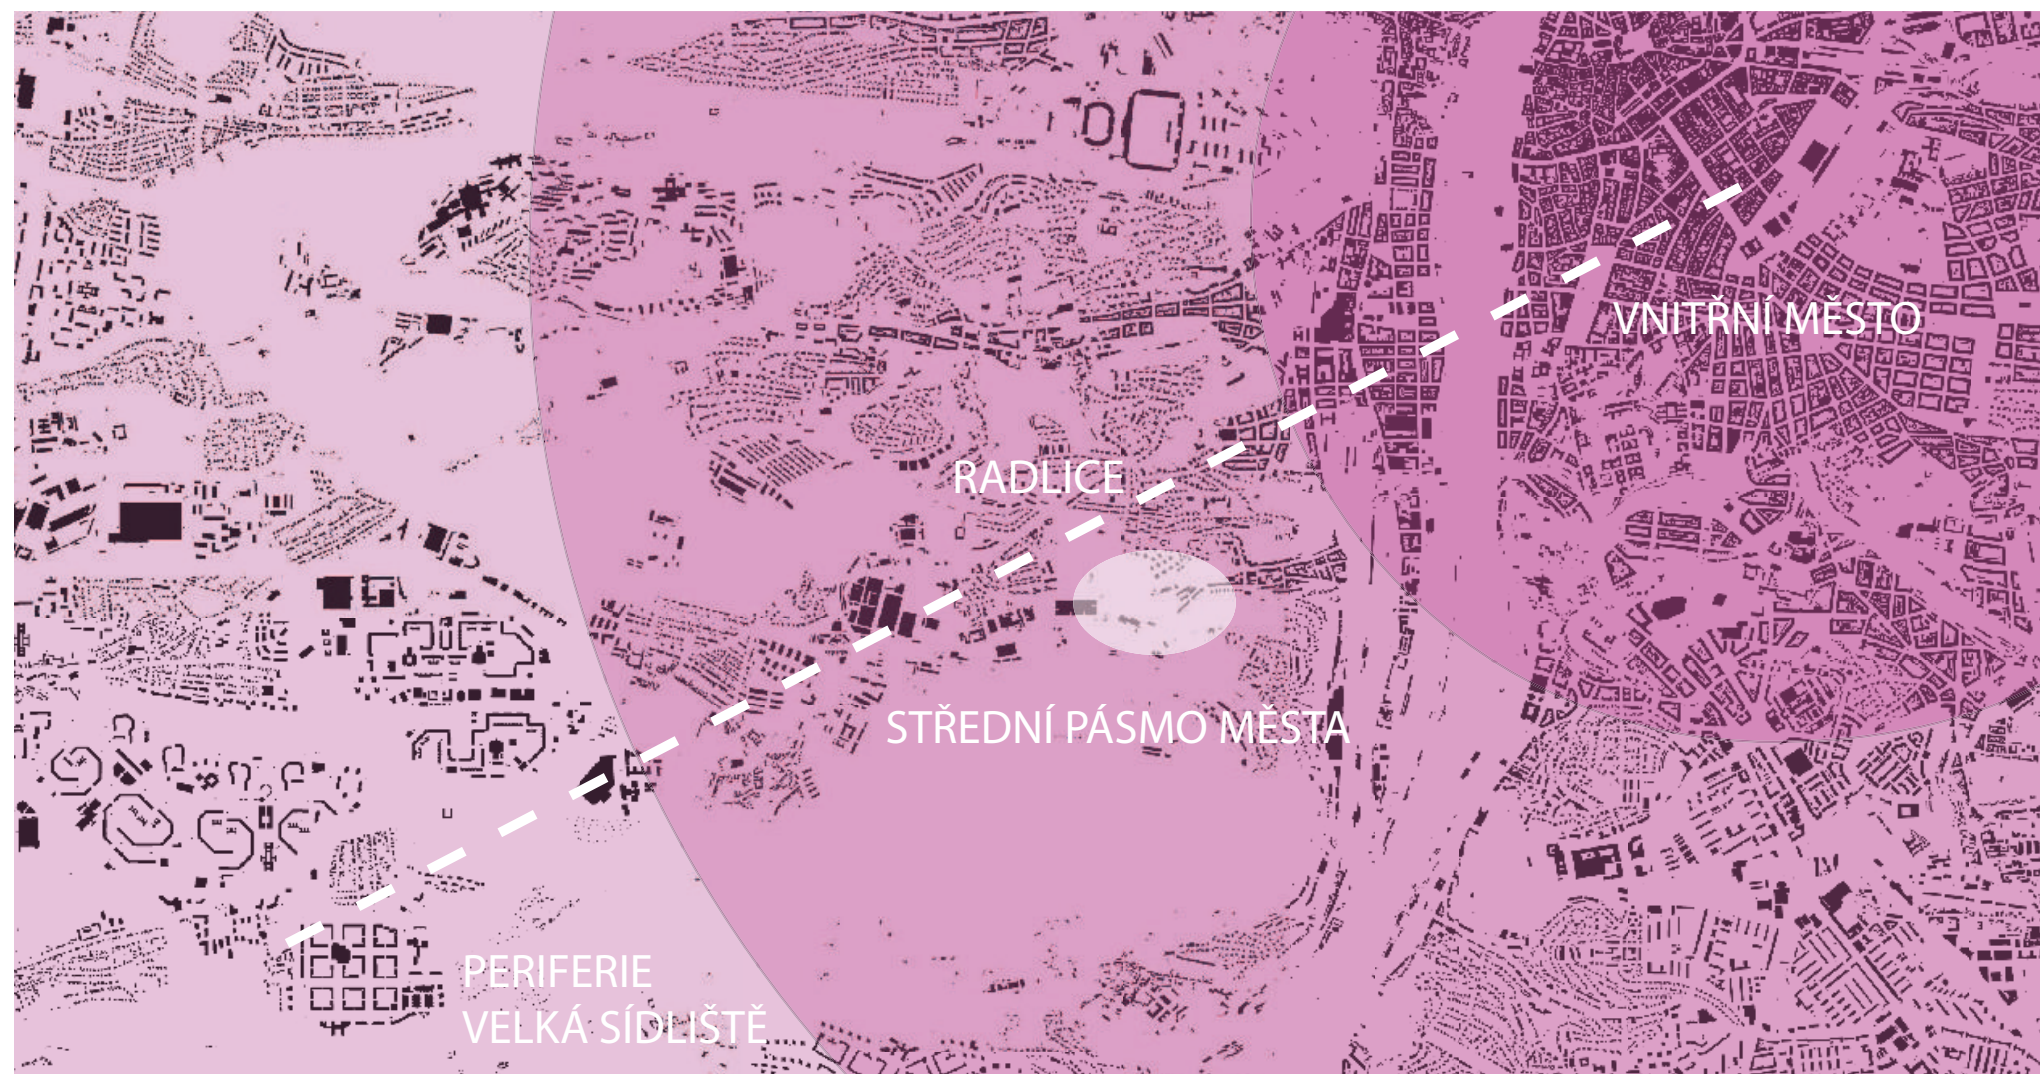 VNITŘNÍ MĚSTO
RADLICE
STŘEDNÍ PÁSMO MĚSTA
PERIFERIE
VELKÁ SÍDLIŠTĚ